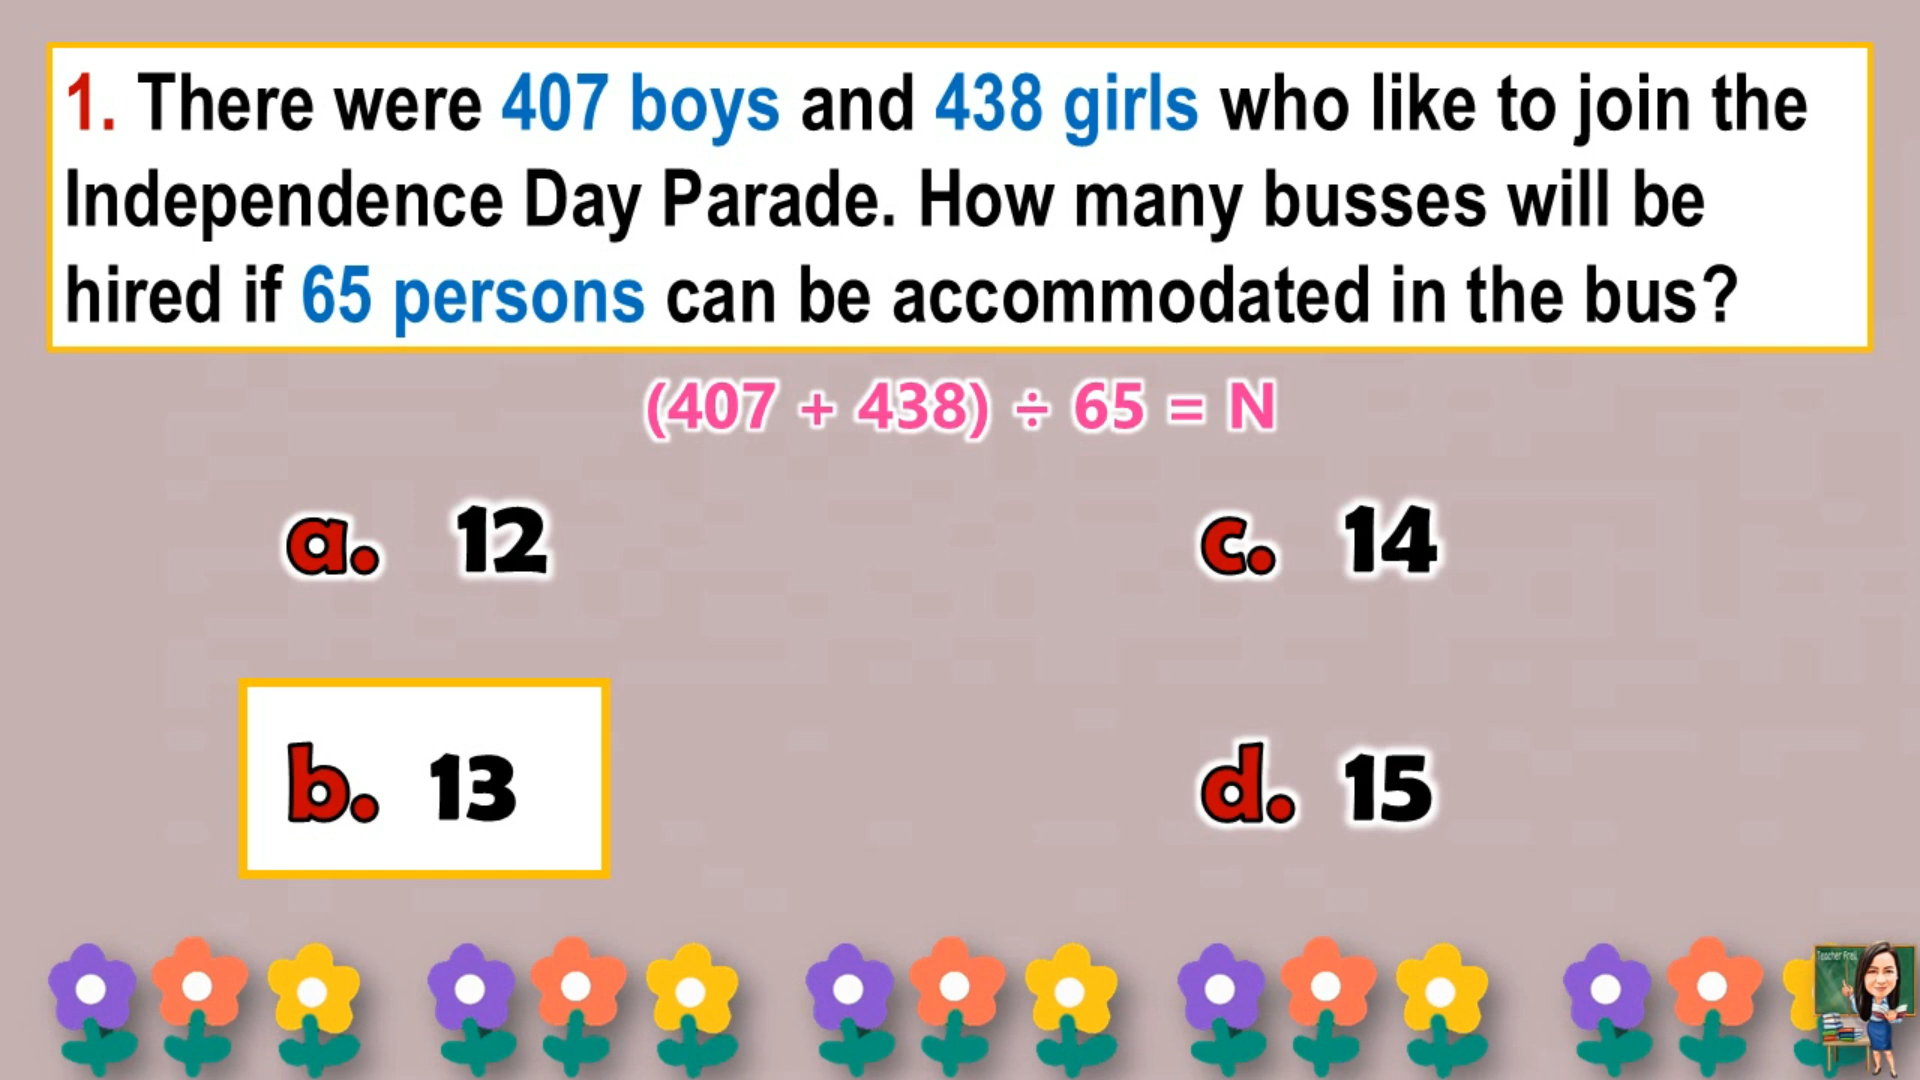 1. There were 407 boys and 438 girls who like to join the
Independence Day Parade. How many busses will be
hired if 65 persons can be accommodated in the bus?
(407 + 438) ÷ 65 = N
a. 12
c. 14
b. 13
d. 15
Teacher